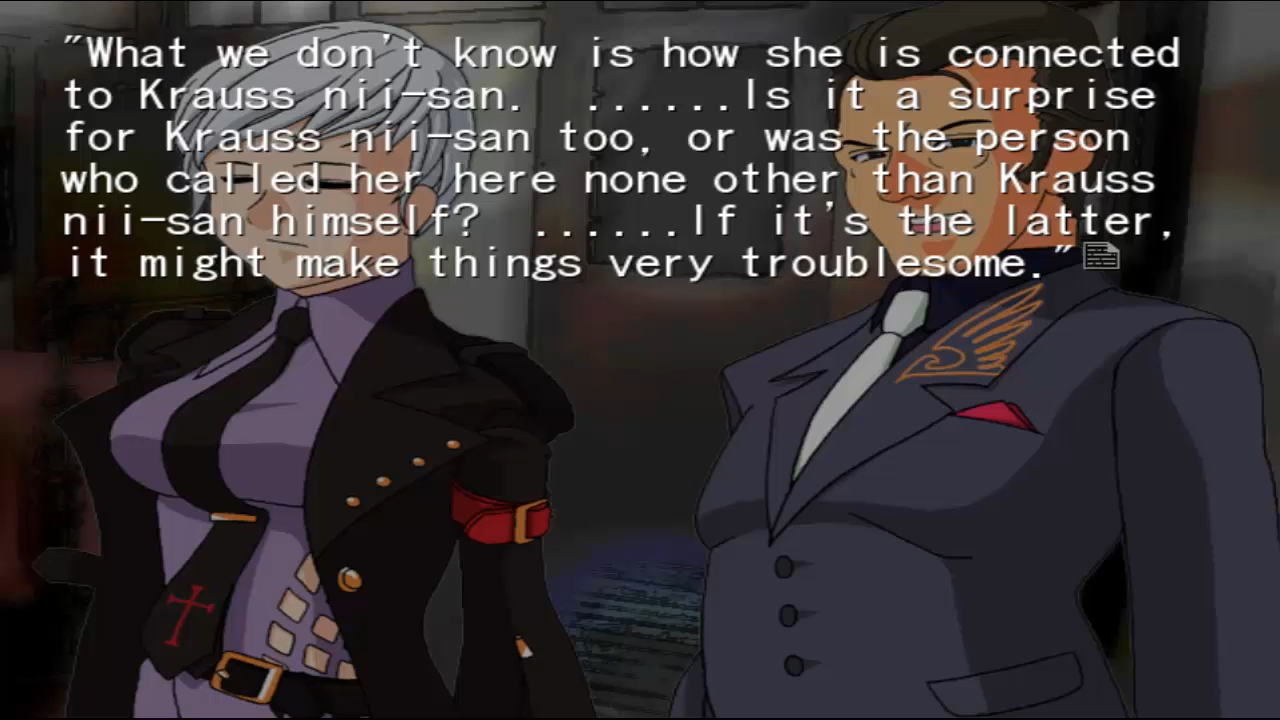 "What we don't know is how she is connected
to Krauss nii-san.  ......Is it a surprise
for Krauss nii-san too, or was the person
who called her here none other than Krauss
nii-san himself?  ......If it's the latter,
it might make things very troublesome."